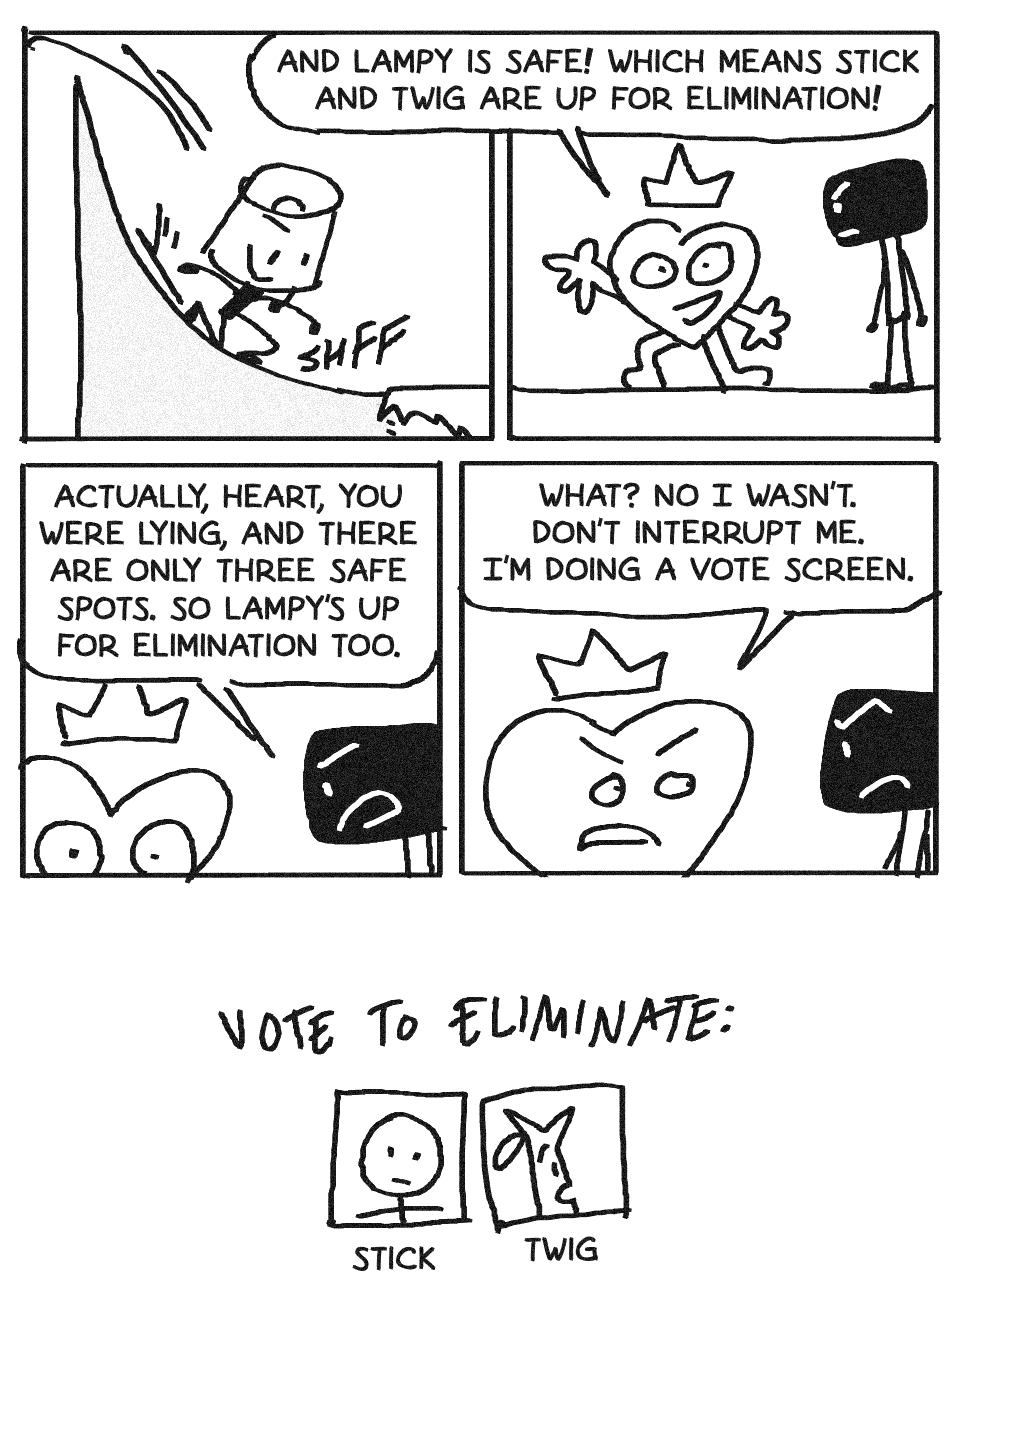 AND LAMPY IS SAFE! WHICH MEANS STICK
AND TWIG ARE UP FOR ELIMINATION!
SHFF
ACTUALLY, HEART, YOU
WERE LYING, AND THERE
ARE ONLY THREE SAFE
SPOTS. SO LAMPY'S UP
FOR ELIMINATION TOO.
WHAT? NO I WASN'T.
DON'T INTERRUPT ME.
I'M DOING A VOTE SCREEN.
VOTE TO ELIMINATE:
STICK
TWIG